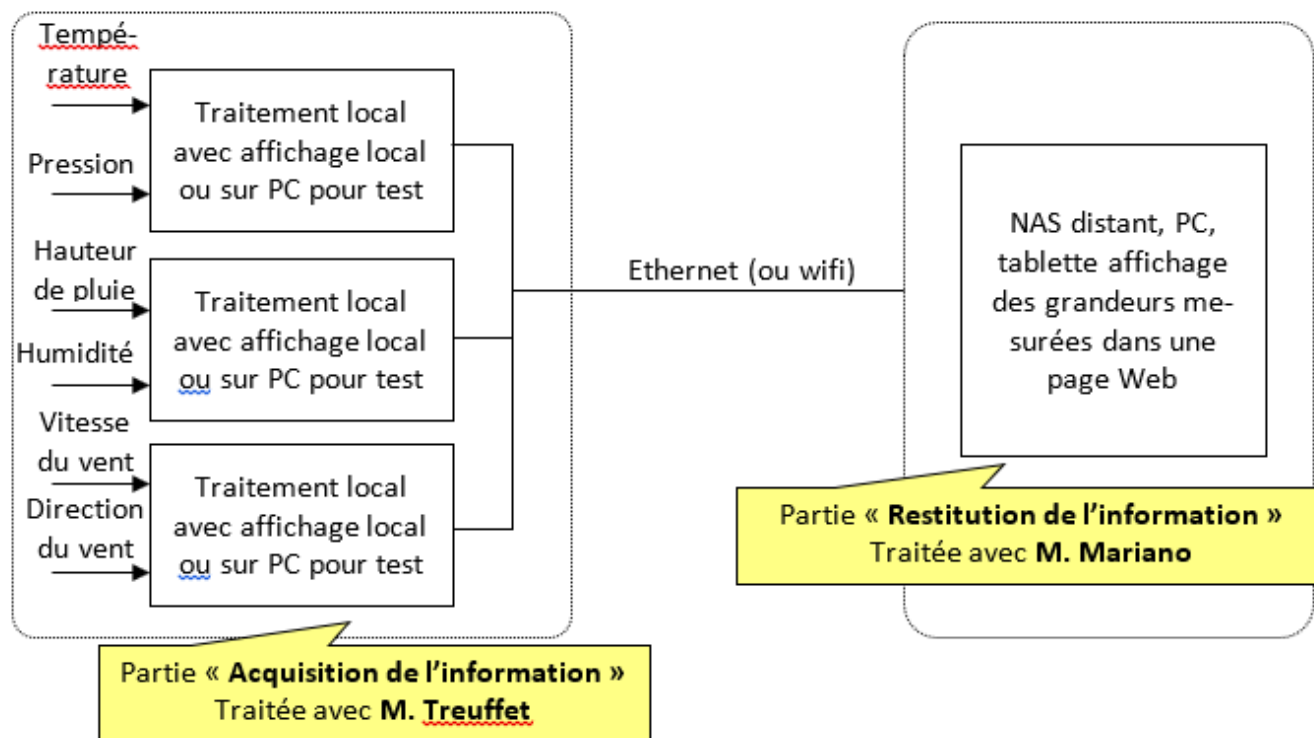 Tempé-
rature
Pression
Traitement local
avec affichage local
ou sur PC pour test
Hauteur
de pluie
Humidité
Traitement local
avec affichage local
ou sur PC pour test
Vitesse
du vent
Direction
du vent
Traitement local
avec affichage local
ou sur PC pour test
Ethernet (ou wifi)
NAS distant, PC,
tablette affichage
des grandeurs me-
surées dans une
page Web
Partie « Restitution de l’information »
Traitée avec M. Mariano
Partie « Acquisition de l’information »
Traitée avec M. Treuffet